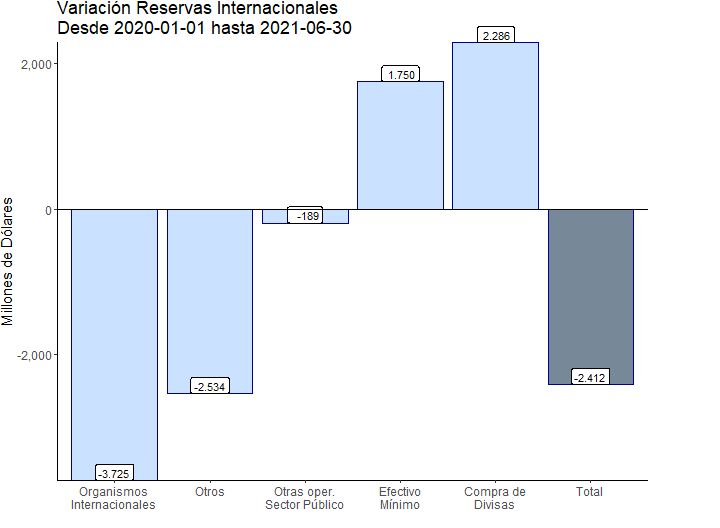 Variación Reservas Internacionales
Desde 2020-01-01 hasta 2021-06-30
Millones de Dólares
2,000
0
-2,000
-3.725
-2.534
-189
1.750
2.286
-2.412
Organismos
Internacionales
Otros
Otras oper.
Sector Público
Efectivo
Mínimo
Compra de
Divisas
Total